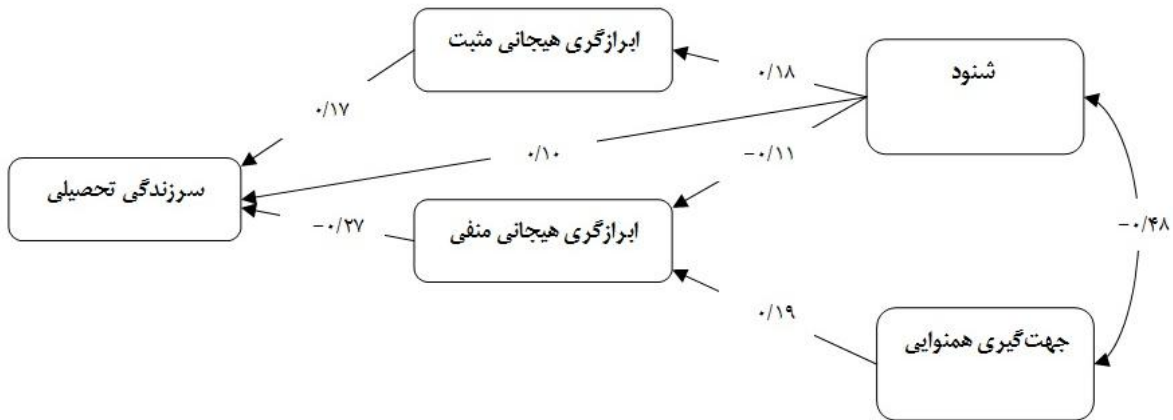 ابرازگری هیجانی مثبت
شنود
۰/۱۸
۰/۱۷
۰/۱۰
-۰/۱۱
سرزندگی تحصیلی
ابرازگری هیجانی منفی
-۰/۲۷
-۰/۴۸
۰/۱۹
جهت‌گیری همنوایی